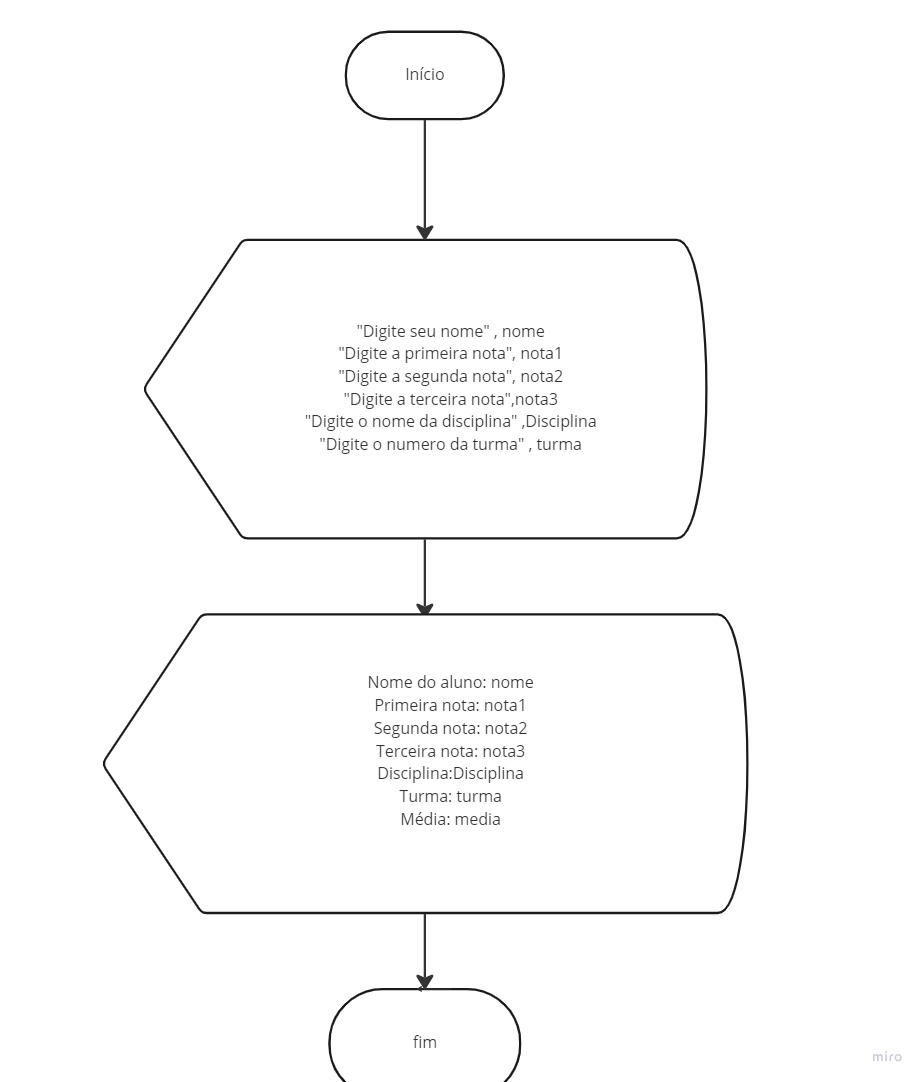 Início
"Digite seu nome" , nome
"Digite a primeira nota", nota1
"Digite a segunda nota", nota2
"Digite a terceira nota",nota3
"Digite o nome da disciplina" ,Disciplina
"Digite o numero da turma" , turma
Nome do aluno: nome
Primeira nota: nota1
Segunda nota: nota2
Terceira nota: nota3
Disciplina:Disciplina
Turma: turma
Média: media
fim
miro